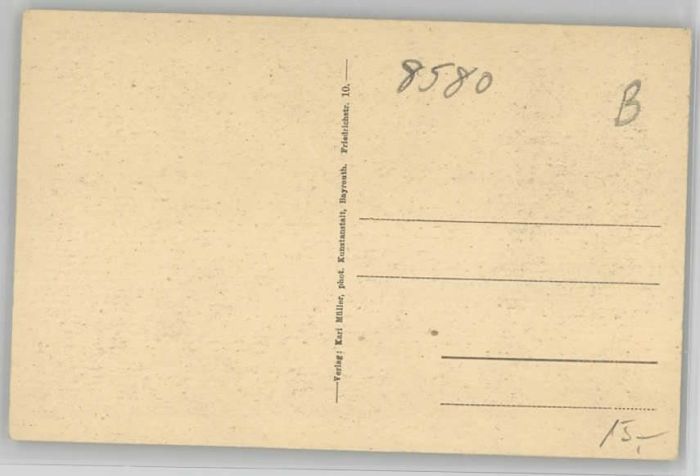 Verlag: Karl Müller, phot. Kunstanstalt, Bayreuth. Friedrichstr. 10.
8580
B
15,-